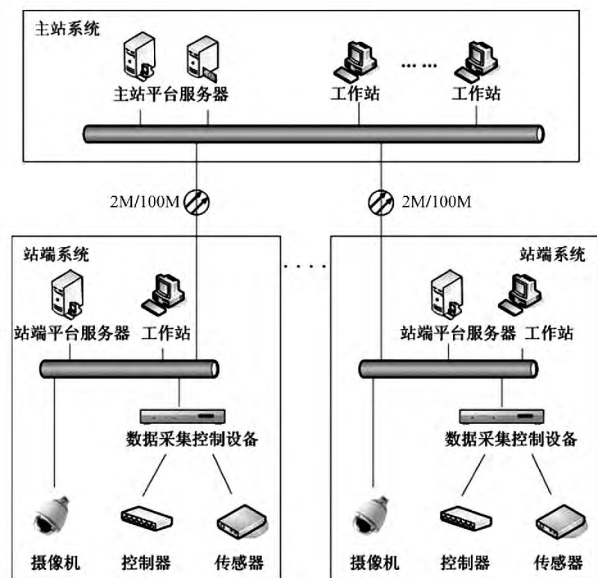 主站系统
主站平台服务器
工作站
... ...
工作站
2M/100M
2M/100M
站端系统
站端平台服务器
工作站
数据采集控制设备
摄像机
控制器
传感器
....
站端系统
站端平台服务器
工作站
数据采集控制设备
摄像机
控制器
传感器